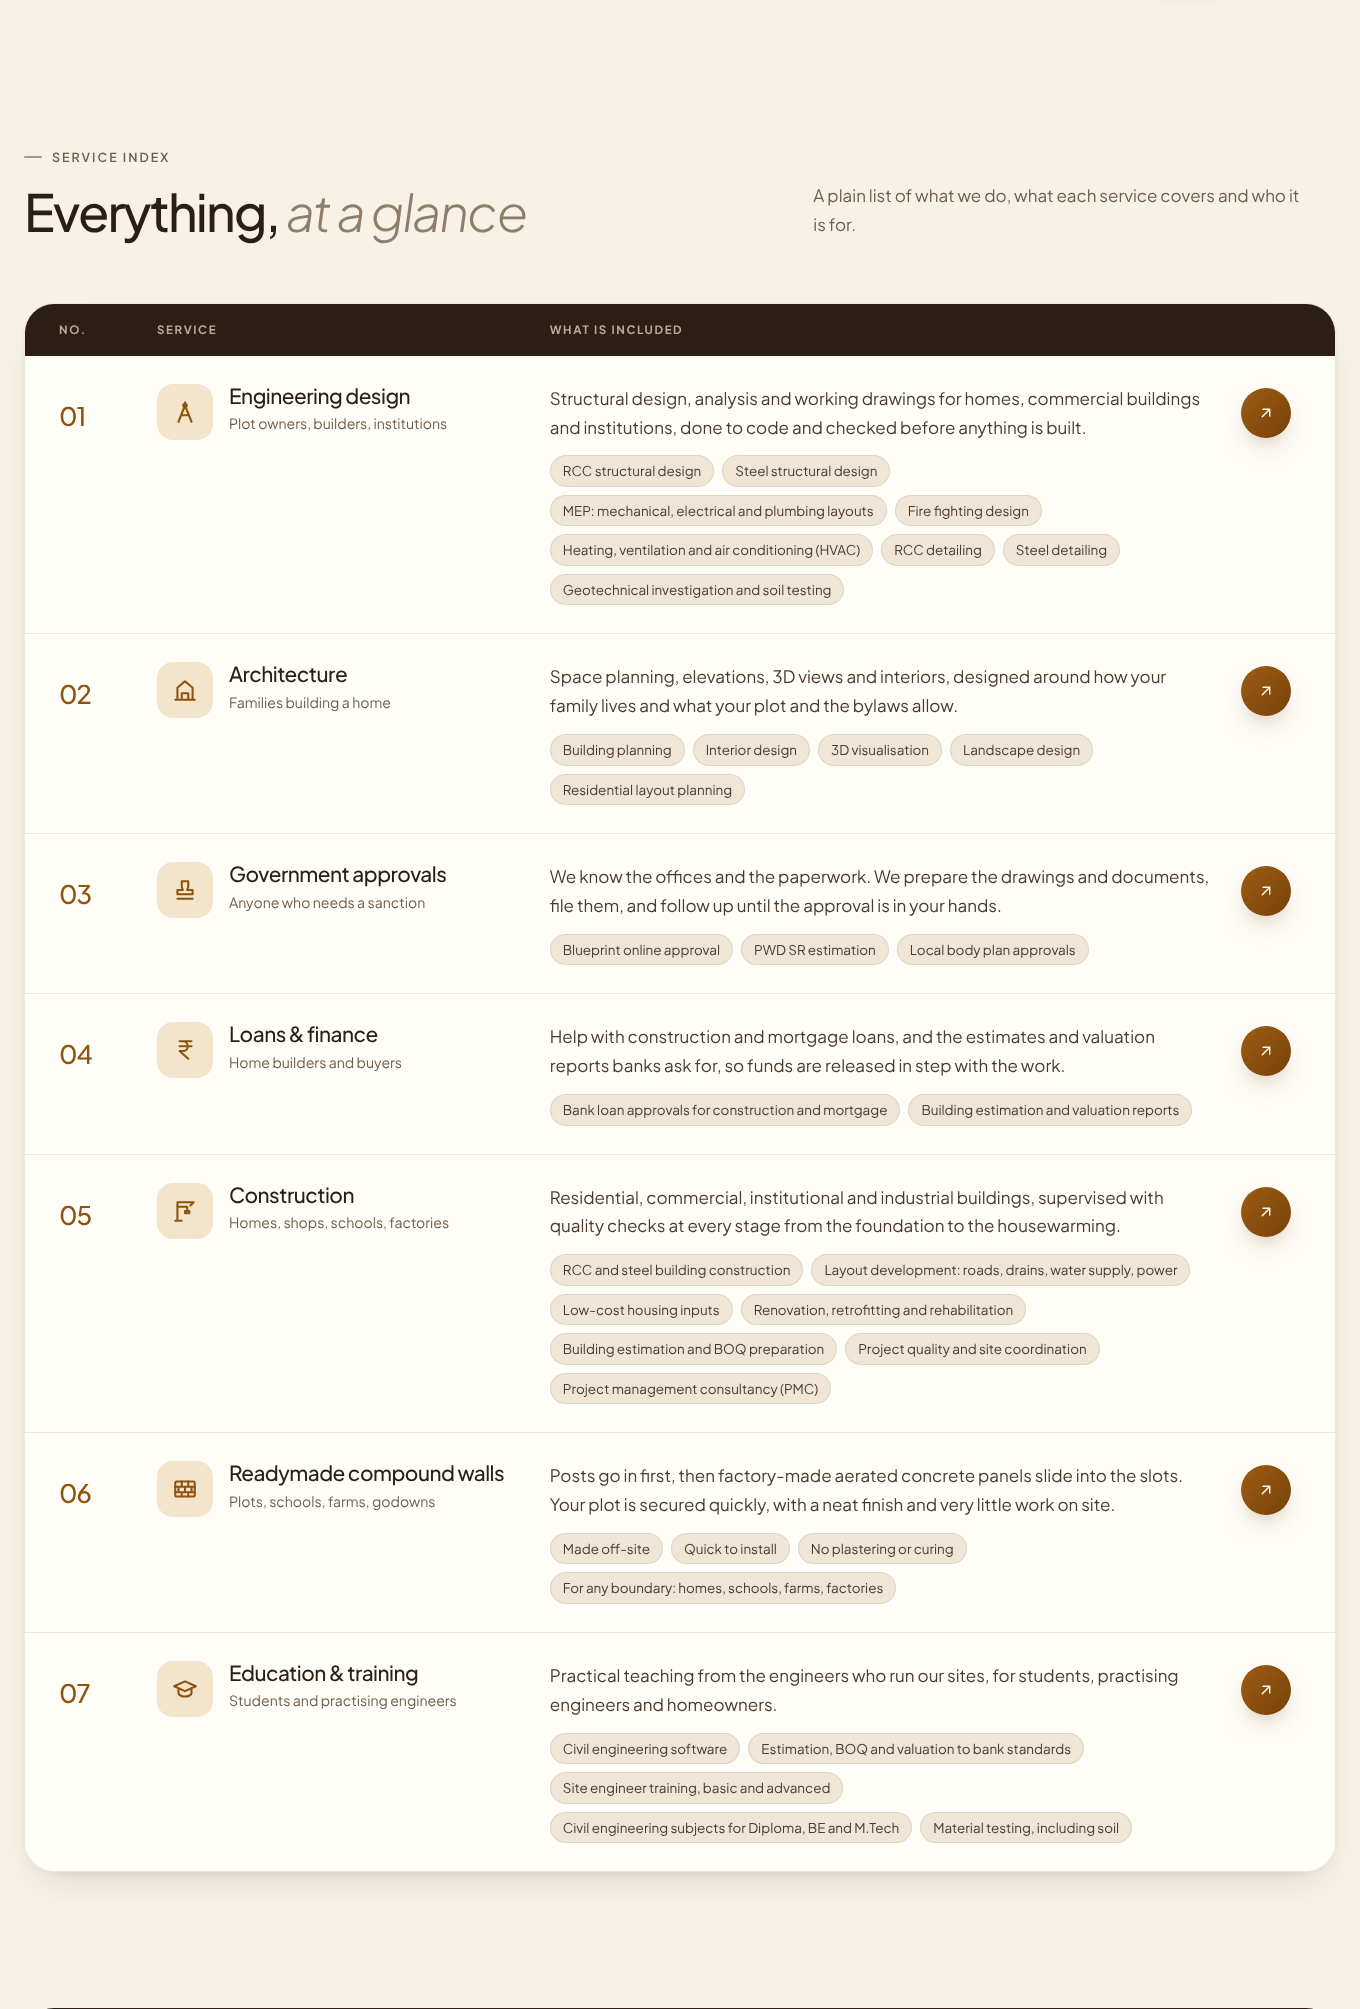 SERVICE INDEX
Everything, at a glance
A plain list of what we do, what each service covers and who it
is for.
NO. SERVICE WHAT IS INCLUDED
01
Engineering design
Plot owners, builders, institutions
Structural design, analysis and working drawings for homes, commercial buildings
and institutions, done to code and checked before anything is built.
RCC structural design Steel structural design
MEP: mechanical, electrical and plumbing layouts Fire fighting design
Heating, ventilation and air conditioning (HVAC) RCC detailing Steel detailing
Geotechnical investigation and soil testing
02
Architecture
Families building a home
Space planning, elevations, 3D views and interiors, designed around how your
family lives and what your plot and the bylaws allow.
Building planning Interior design 3D visualisation Landscape design
Residential layout planning
03
Government approvals
Anyone who needs a sanction
We know the offices and the paperwork. We prepare the drawings and documents,
file them, and follow up until the approval is in your hands.
Blueprint online approval PWD SR estimation Local body plan approvals
04
₹
Loans & finance
Home builders and buyers
Help with construction and mortgage loans, and the estimates and valuation
reports banks ask for, so funds are released in step with the work.
Bank loan approvals for construction and mortgage Building estimation and valuation reports
05
Construction
Homes, shops, schools, factories
Residential, commercial, institutional and industrial buildings, supervised with
quality checks at every stage from the foundation to the housewarming.
RCC and steel building construction Layout development: roads, drains, water supply, power
Low-cost housing inputs Renovation, retrofitting and rehabilitation
Building estimation and BOQ preparation Project quality and site coordination
Project management consultancy (PMC)
06
Readymade compound walls
Plots, schools, farms, godowns
Posts go in first, then factory-made aerated concrete panels slide into the slots.
Your plot is secured quickly, with a neat finish and very little work on site.
Made off-site Quick to install No plastering or curing
For any boundary: homes, schools, farms, factories
07
Education & training
Students and practising engineers
Practical teaching from the engineers who run our sites, for students, practising
engineers and homeowners.
Civil engineering software Estimation, BOQ and valuation to bank standards
Site engineer training, basic and advanced
Civil engineering subjects for Diploma, BE and M.Tech Material testing, including soil